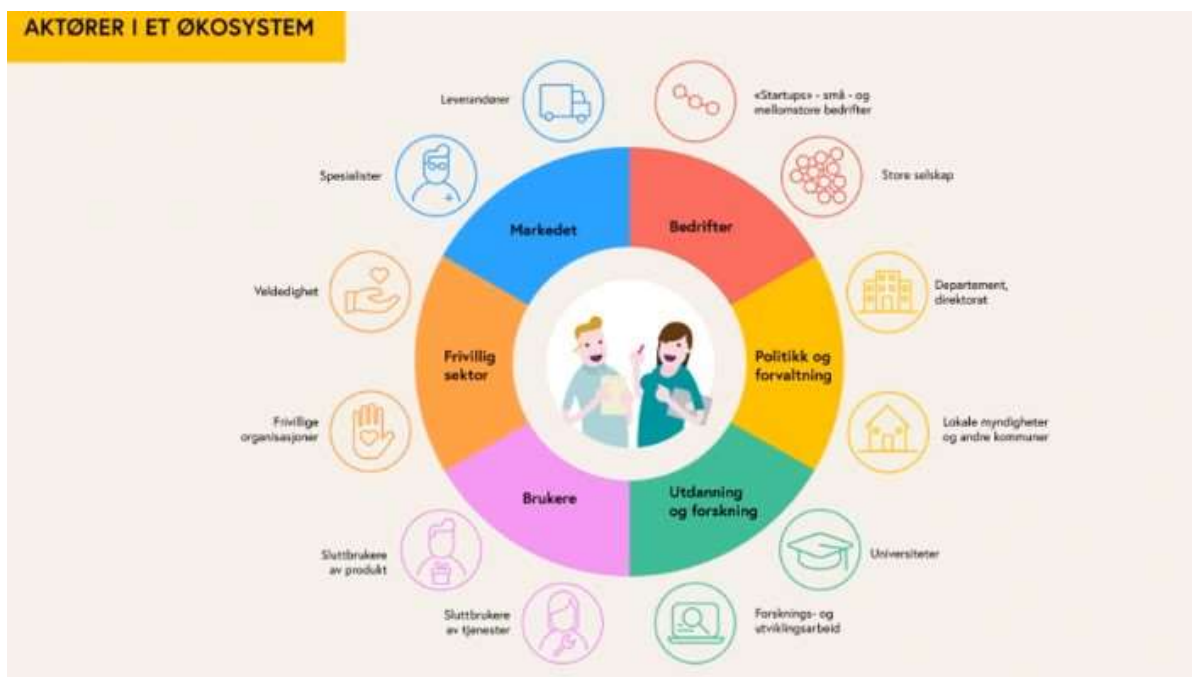 AKTØRER I ET ØKOSYSTEM
Leverandører
«Startups» - små - og
mellomstore bedrifter
Spesialister
Store selskap
Markedet
Bedrifter
Veldedighet
Departement,
direktorat
Frivillig
sektor
Politikk og
forvaltning
Frivillige
organisasjoner
Lokale myndigheter
og andre kommuner
Brukere
Utdanning
og forskning
Sluttbrukere
av produkt
Universiteter
Sluttbrukere
av tjenester
Forsknings- og
utviklingsarbeid